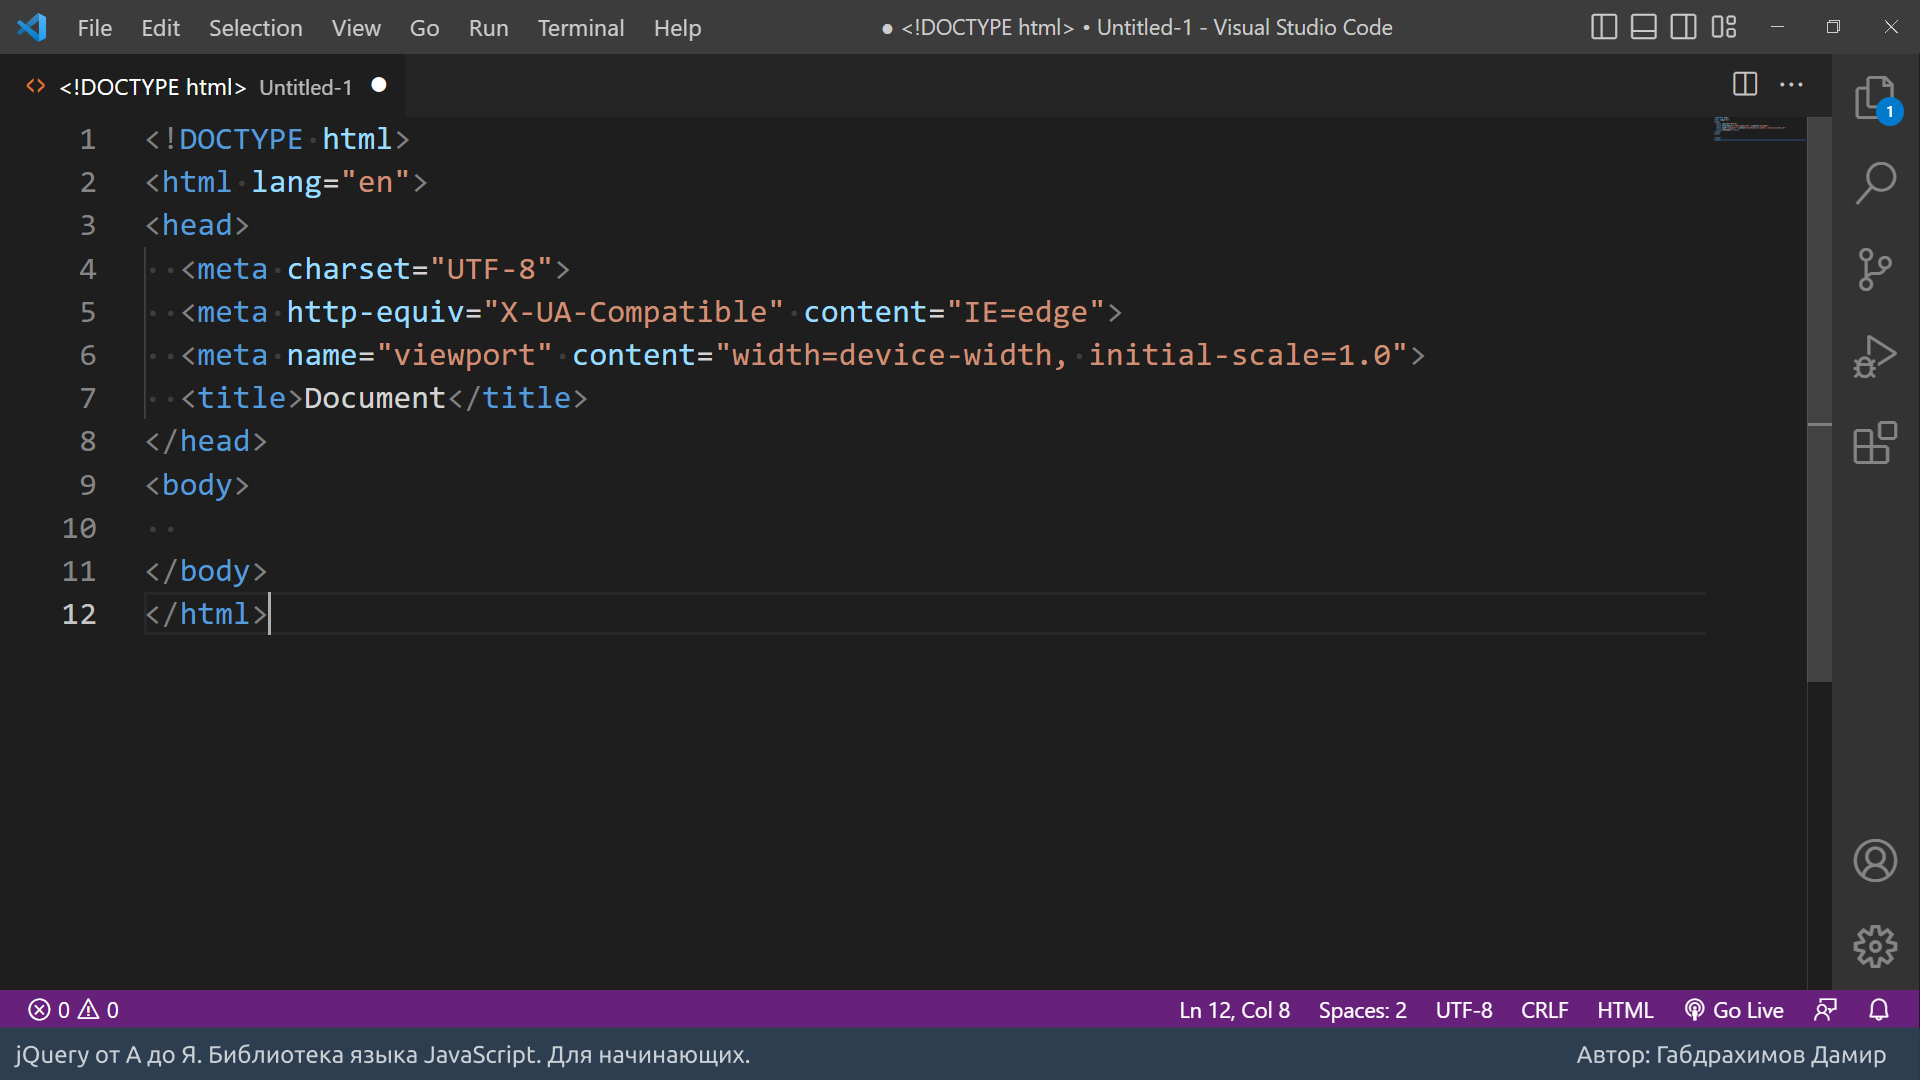 File Edit Selection View Go Run Terminal Help ● <!DOCTYPE html> • Untitled-1 - Visual Studio Code
<!DOCTYPE html> Untitled-1 ●
1 <!DOCTYPE html>
2 <html lang="en">
3 <head>
4   <meta charset="UTF-8">
5   <meta http-equiv="X-UA-Compatible" content="IE=edge">
6   <meta name="viewport" content="width=device-width, initial-scale=1.0">
7   <title>Document</title>
8 </head>
9 <body>
10
11 </body>
12 </html>
1
0 0 Ln 12, Col 8 Spaces: 2 UTF-8 CRLF HTML Go Live
jQuery от А до Я. Библиотека языка JavaScript. Для начинающих. Автор: Габдрахимов Дамир